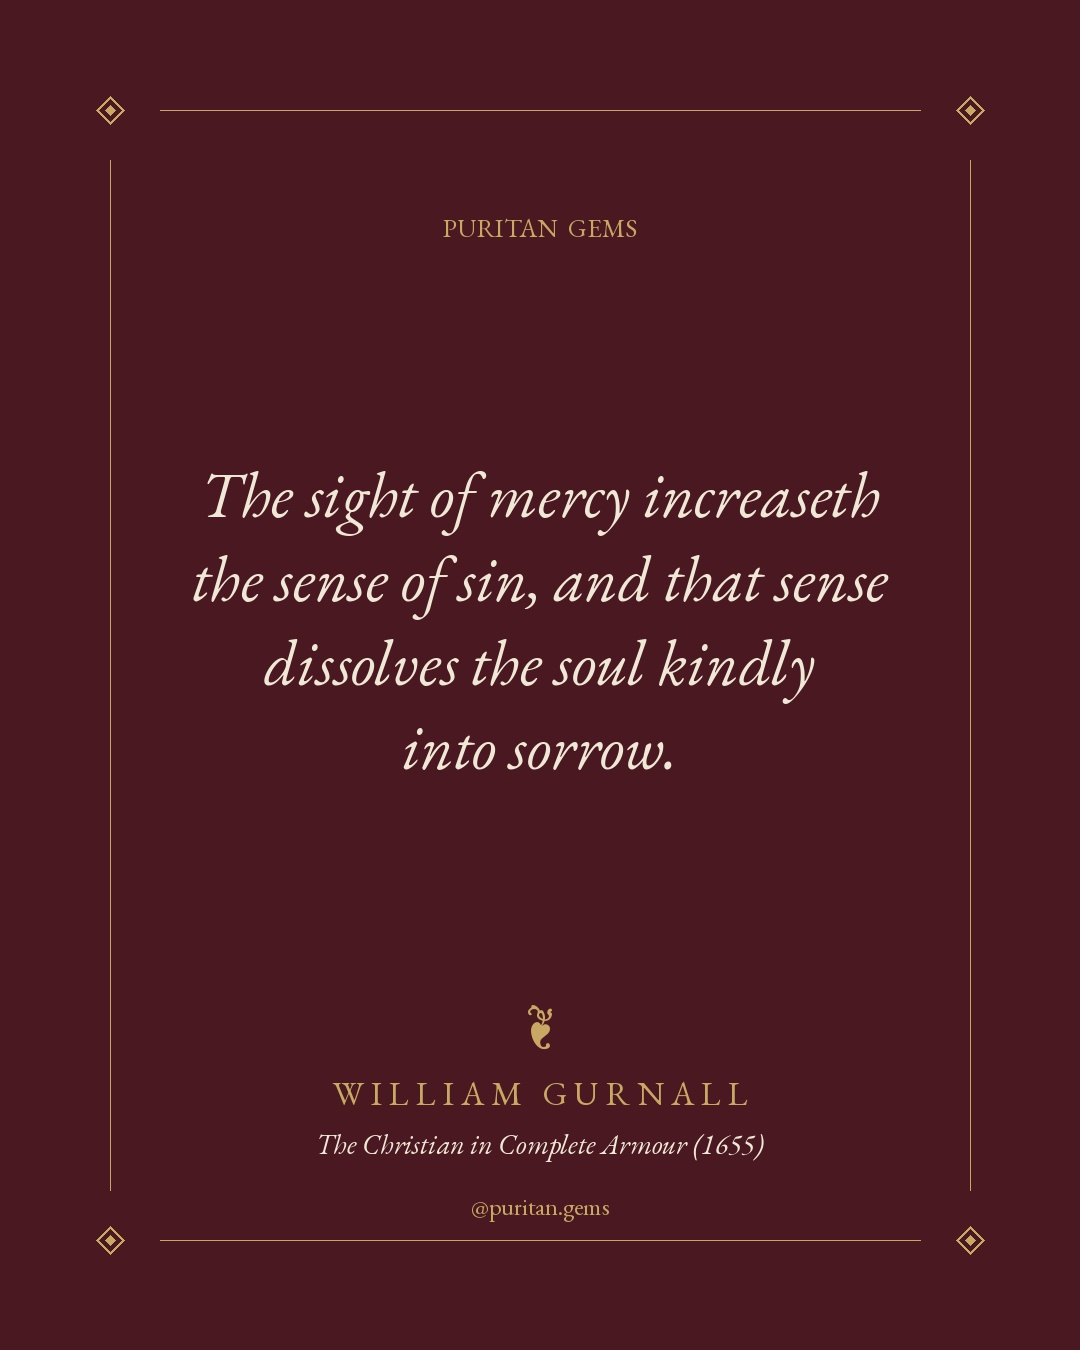 PURITAN GEMS
The sight of mercy increaseth
the sense of sin, and that sense
dissolves the soul kindly
into sorrow.
WILLIAM GURNALL
The Christian in Complete Armour (1655)
@puritan.gems